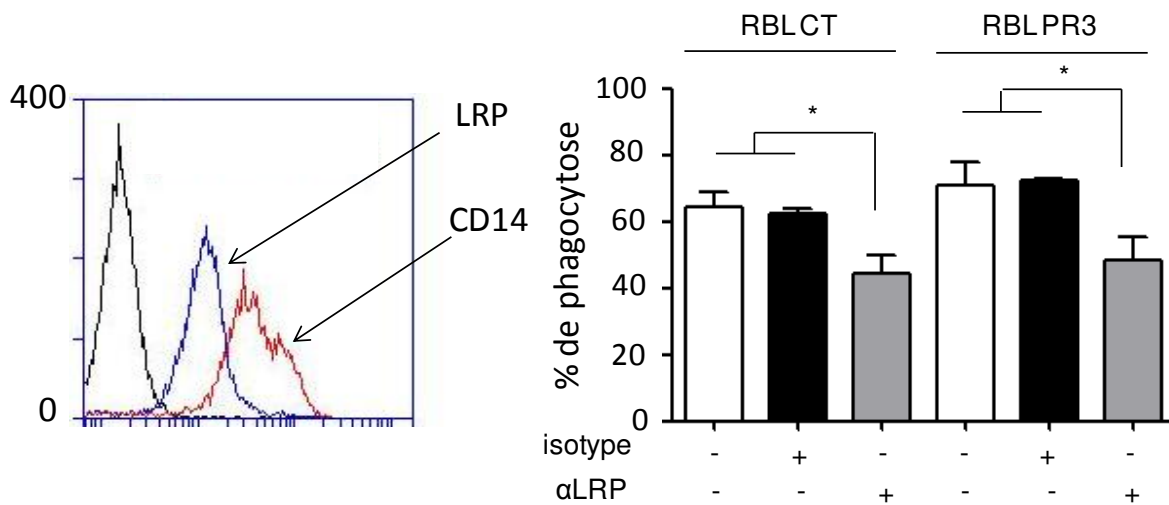 400
LRP
CD14
0
RBLCT RBLPR3
% de phagocytose
100
80
60
40
20
0
*
*
isotype - + - - + -
αLRP - - + - - +